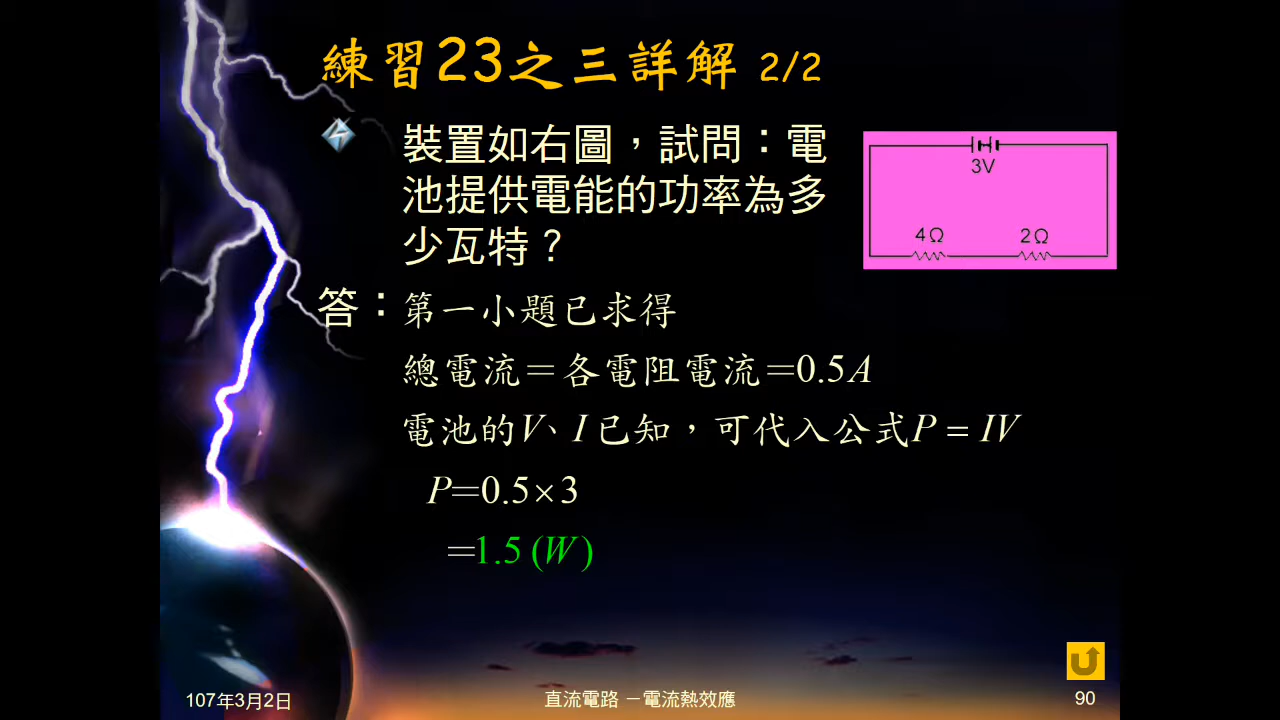 練習23之三詳解 2/2
裝置如右圖，試問：電
池提供電能的功率為多
少瓦特？
3V
4Ω 2Ω
答：第一小題已求得
總電流＝各電阻電流＝0.5A
電池的V、I已知，可代入公式P = IV
P＝0.5×3
＝1.5 (W)
107年3月2日
直流電路 －電流熱效應
90